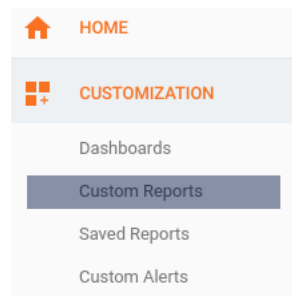 HOME
CUSTOMIZATION
Dashboards
Custom Reports
Saved Reports
Custom Alerts